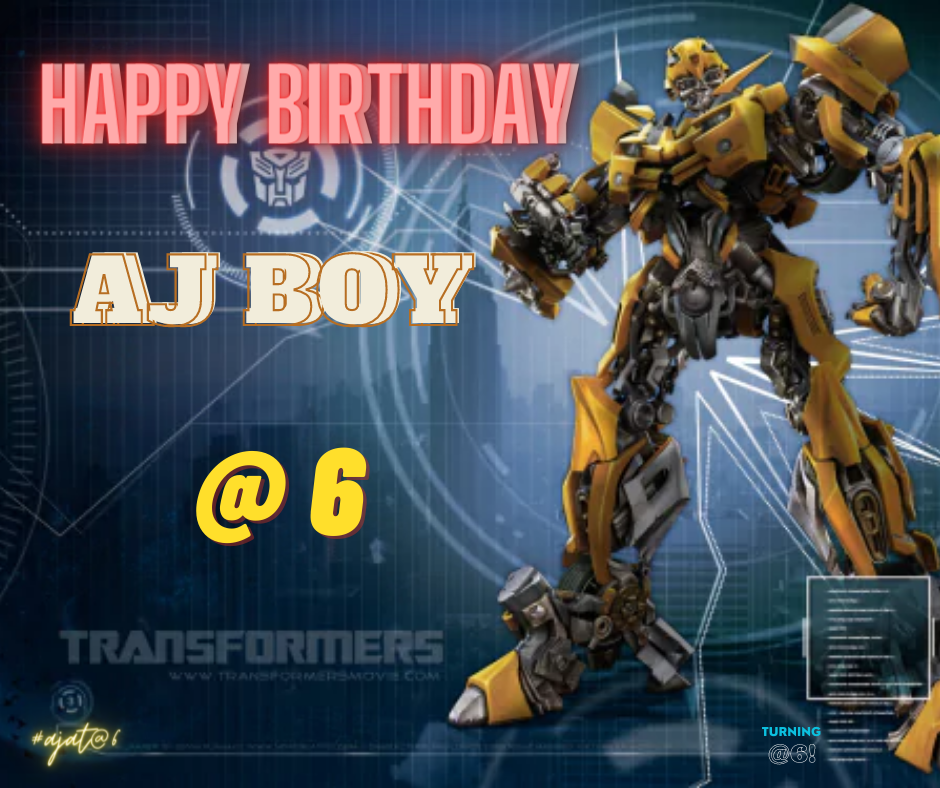 HAPPY BIRTHDAY
AJ BOY
@ 6
TRANSFORMERS
WWW.TRANSFORMERSMOVIE.COM
#ajat@6
TURNING
@6!